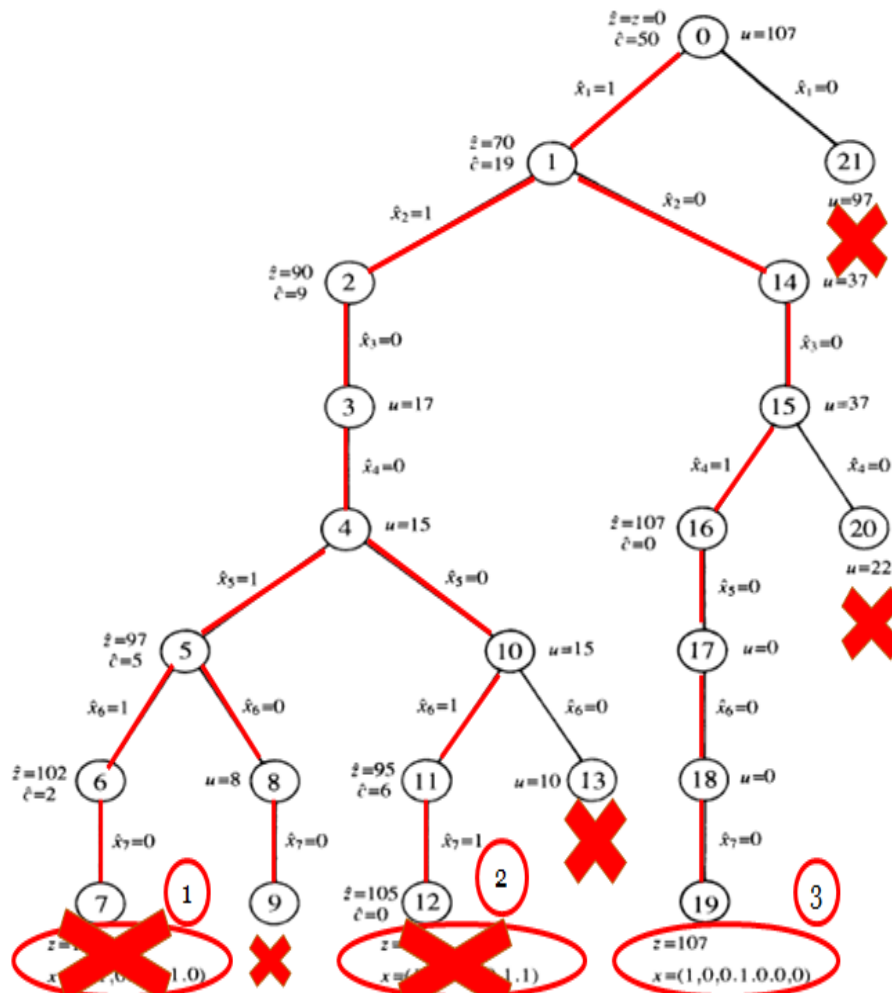 ẑ=z=0
ĉ=50
0
u=107
x̂₁=1
x̂₁=0
ẑ=70
ĉ=19
1
21
u=97
x̂₂=1
x̂₂=0
ẑ=90
ĉ=9
2
14
u=37
x̂₃=0
x̂₃=0
3
u=17
15
u=37
x̂₄=0
x̂₄=1
x̂₄=0
4
u=15
ẑ=107
ĉ=0
16
20
u=22
x̂₅=1
x̂₅=0
x̂₅=0
ẑ=97
ĉ=5
5
10
u=15
17
u=0
x̂₆=1
x̂₆=0
x̂₆=1
x̂₆=0
x̂₆=0
ẑ=102
ĉ=2
6
u=8
8
ẑ=95
ĉ=6
11
u=10
13
18
u=0
x̂₇=0
x̂₇=0
x̂₇=1
x̂₇=0
1
2
3
7
9
ẑ=105
ĉ=0
12
19
z=107
x=(1,0,0.1.0.0,0)